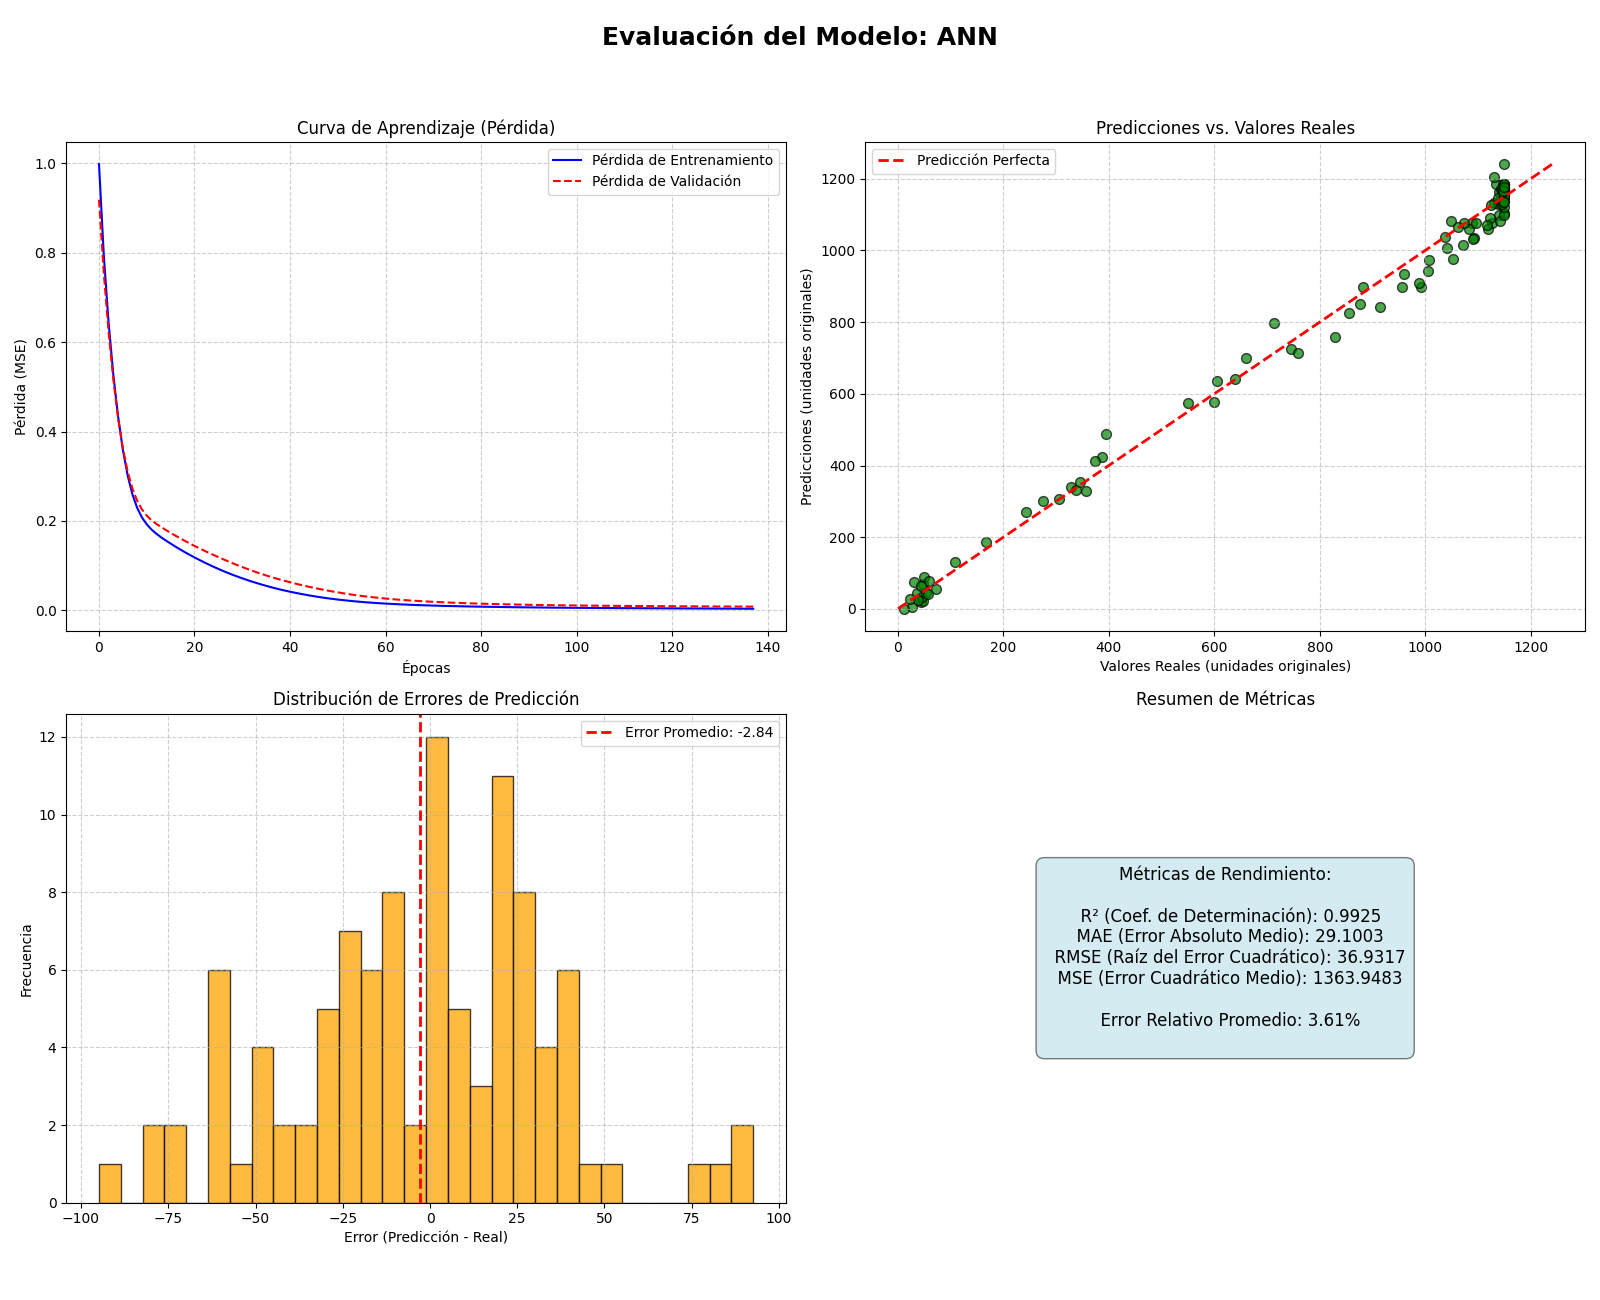 Evaluación del Modelo: ANN
Curva de Aprendizaje (Pérdida)
Pérdida de Entrenamiento
Pérdida de Validación
Pérdida (MSE)
1.0
0.8
0.6
0.4
0.2
0.0
0 20 40 60 80 100 120 140
Épocas
Predicciones vs. Valores Reales
Predicción Perfecta
Predicciones (unidades originales)
1200
1000
800
600
400
200
0
0 200 400 600 800 1000 1200
Valores Reales (unidades originales)
Distribución de Errores de Predicción
Error Promedio: -2.84
Frecuencia
12
10
8
6
4
2
0
−100 −75 −50 −25 0 25 50 75 100
Error (Predicción - Real)
Resumen de Métricas
Métricas de Rendimiento:
R² (Coef. de Determinación): 0.9925
MAE (Error Absoluto Medio): 29.1003
RMSE (Raíz del Error Cuadrático): 36.9317
MSE (Error Cuadrático Medio): 1363.9483
Error Relativo Promedio: 3.61%